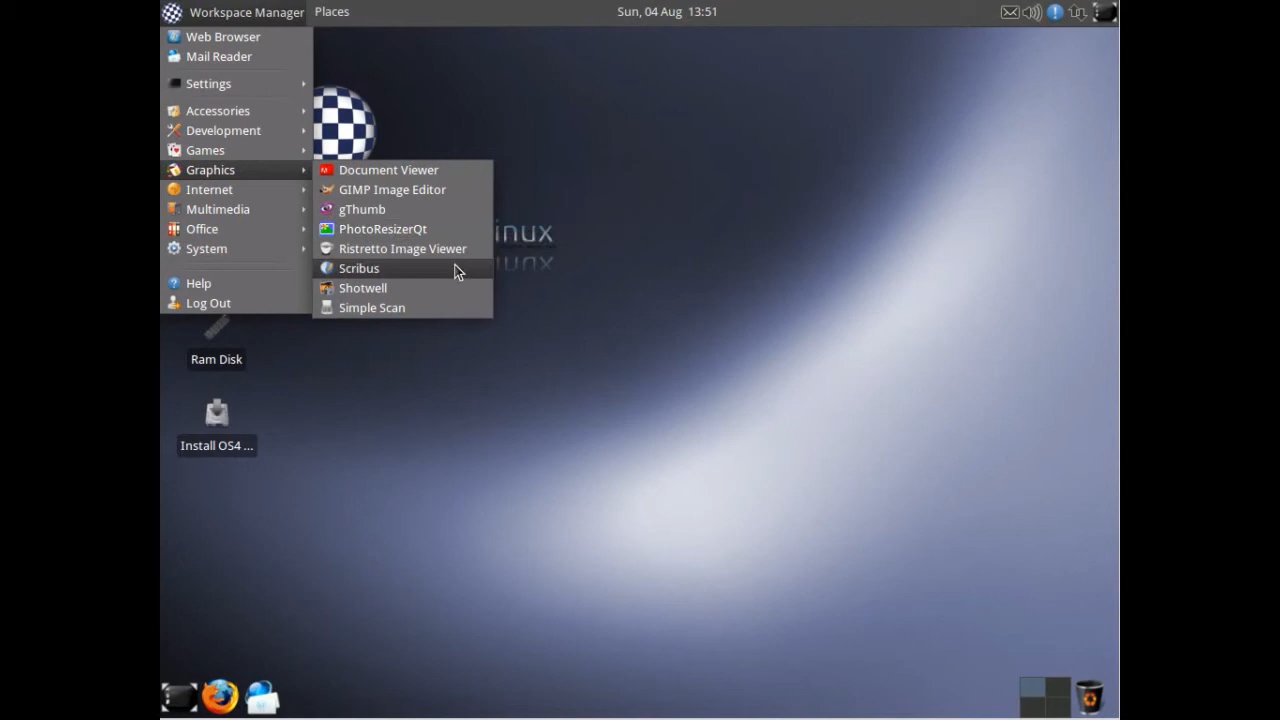 Workspace Manager Places Sun, 04 Aug 13:51
Web Browser
Mail Reader
Settings
Accessories
Development
Games
Graphics
Internet
Multimedia
Office
System
Help
Log Out
Document Viewer
GIMP Image Editor
gThumb
PhotoResizerQt
Ristretto Image Viewer
Scribus
Shotwell
Simple Scan
inux
Ram Disk
Install OS4 ...